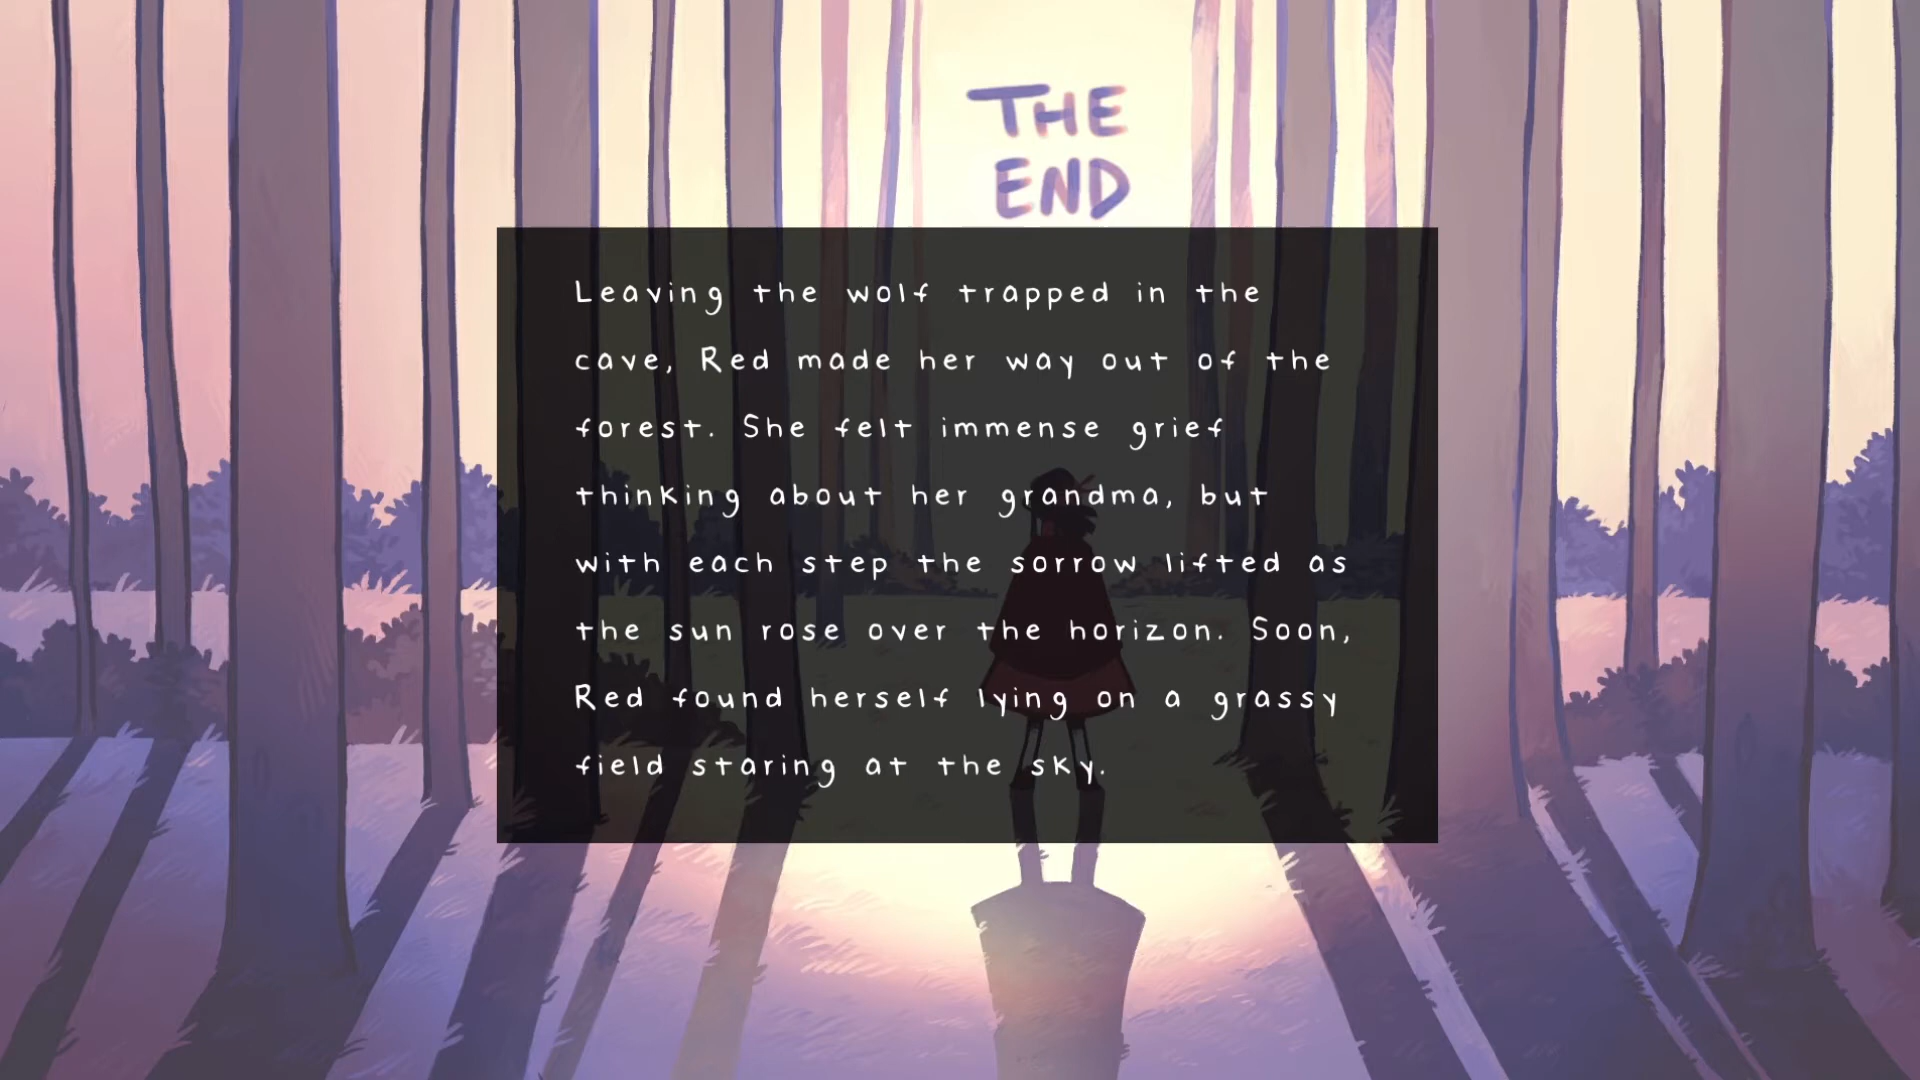 THE
END
Leaving the wolf trapped in the
cave, Red made her way out of the
forest. She felt immense grief
thinking about her grandma, but
with each step the sorrow lifted as
the sun rose over the horizon. Soon,
Red found herself lying on a grassy
field staring at the sky.